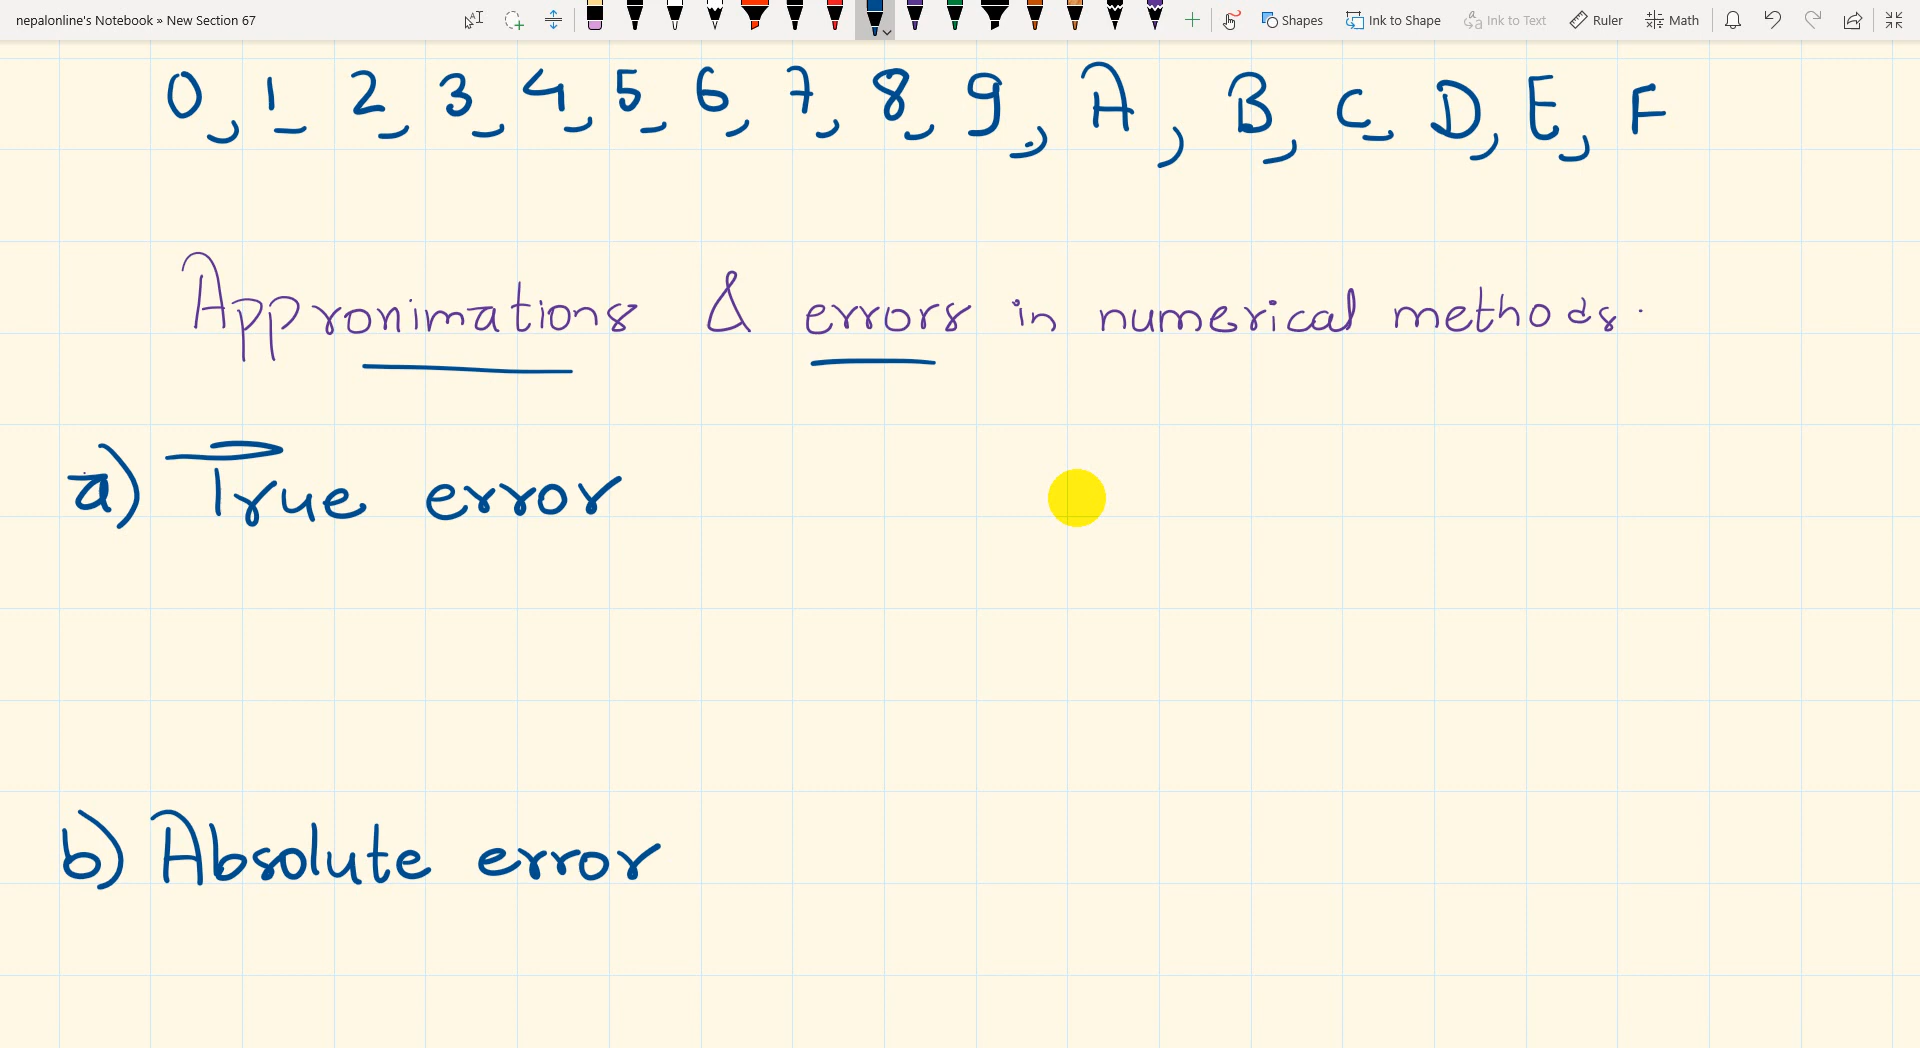 nepalonline's Notebook » New Section 67
Shapes Ink to Shape Ink to Text Ruler Math
0, 1, 2, 3, 4, 5, 6, 7, 8, 9, A, B, C, D, E, F
Appronimations & errors in numerical methods.
a) True error
b) Absolute error